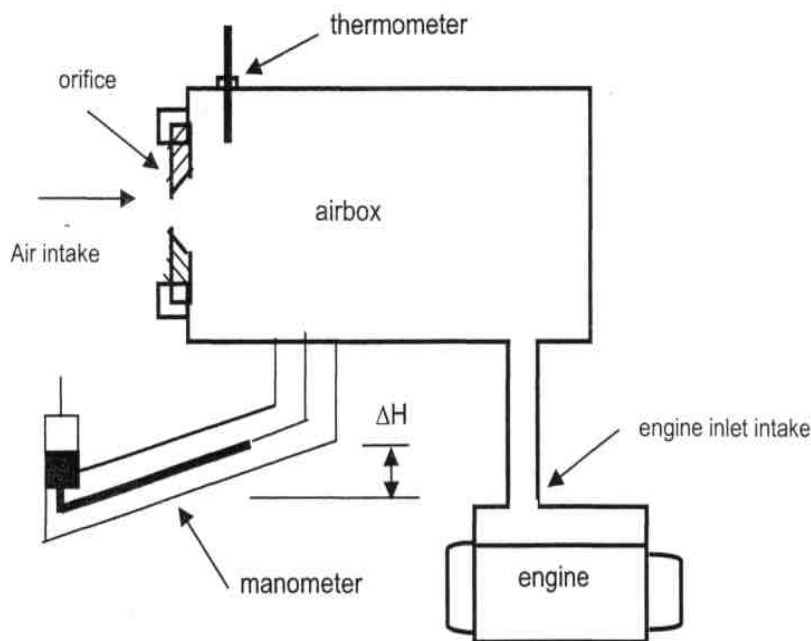 thermometer
orifice
airbox
Air intake
ΔH
engine inlet intake
manometer
engine